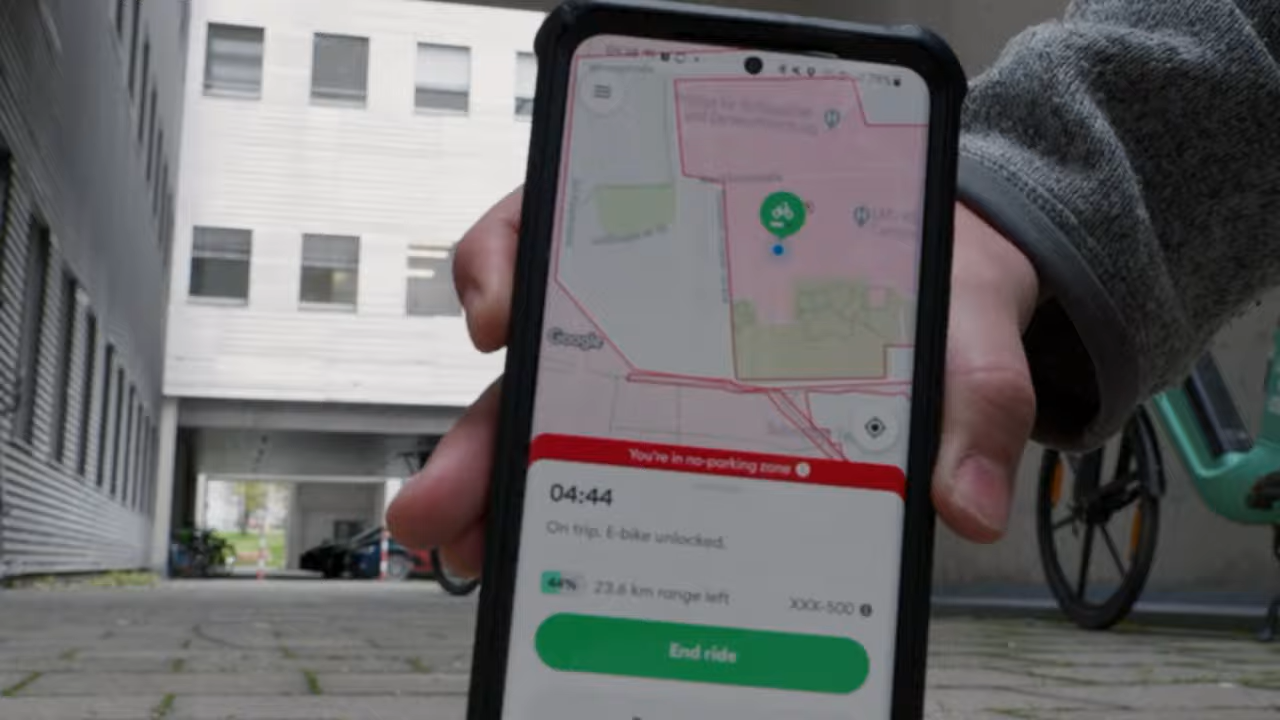 Google
You're in no-parking zone
04:44
On trip. E-bike unlocked.
44%
23.6 km range left
XXX-500
End ride